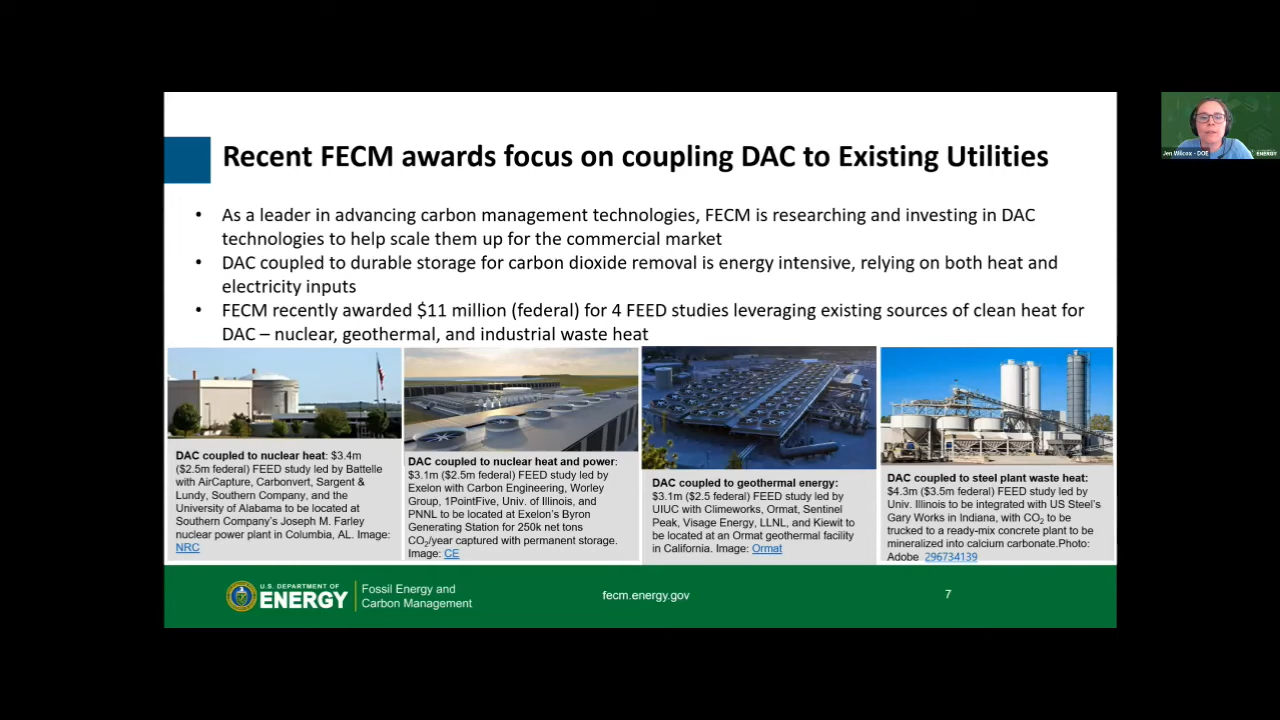 Recent FECM awards focus on coupling DAC to Existing Utilities
• As a leader in advancing carbon management technologies, FECM is researching and investing in DAC
technologies to help scale them up for the commercial market
• DAC coupled to durable storage for carbon dioxide removal is energy intensive, relying on both heat and
electricity inputs
• FECM recently awarded $11 million (federal) for 4 FEED studies leveraging existing sources of clean heat for
DAC – nuclear, geothermal, and industrial waste heat
DAC coupled to nuclear heat: $3.4m
($2.5m federal) FEED study led by Battelle
with AirCapture, Carbonvert, Sargent &
Lundy, Southern Company, and the
University of Alabama to be located at
Southern Company's Joseph M. Farley
nuclear power plant in Columbia, AL. Image:
NRC
DAC coupled to nuclear heat and power:
$3.1m ($2.5m federal) FEED study led by
Exelon with Carbon Engineering, Worley
Group, 1PointFive, Univ. of Illinois, and
PNNL to be located at Exelon's Byron
Generating Station for 250k net tons
CO2/year captured with permanent storage.
Image: CE
DAC coupled to geothermal energy:
$3.1m ($2.5 federal) FEED study led by
UIUC with Climeworks, Ormat, Sentinel
Peak, Visage Energy, LLNL, and Kiewit to
be located at an Ormat geothermal facility
in California. Image: Ormat
DAC coupled to steel plant waste heat:
$4.3m ($3.5m federal) FEED study led by
Univ. Illinois to be integrated with US Steel's
Gary Works in Indiana, with CO2 to be
trucked to a ready-mix concrete plant to be
mineralized into calcium carbonate.Photo:
Adobe 296734139
U.S. DEPARTMENT OF
ENERGY
Fossil Energy and
Carbon Management
fecm.energy.gov
7
Jen Wilcox - DOE
ENERGY